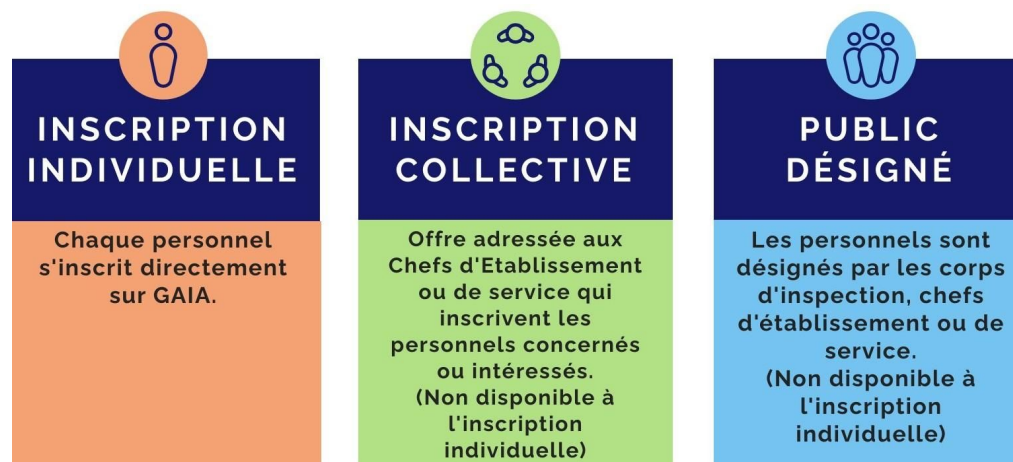 INSCRIPTION
INDIVIDUELLE
Chaque personnel
s'inscrit directement
sur GAIA.
INSCRIPTION
COLLECTIVE
Offre adressée aux
Chefs d'Etablissement
ou de service qui
inscrivent les
personnels concernés
ou intéressés.
(Non disponible à
l'inscription
individuelle)
PUBLIC
DÉSIGNÉ
Les personnels sont
désignés par les corps
d'inspection, chefs
d'établissement ou de
service.
(Non disponible à
l'inscription
individuelle)